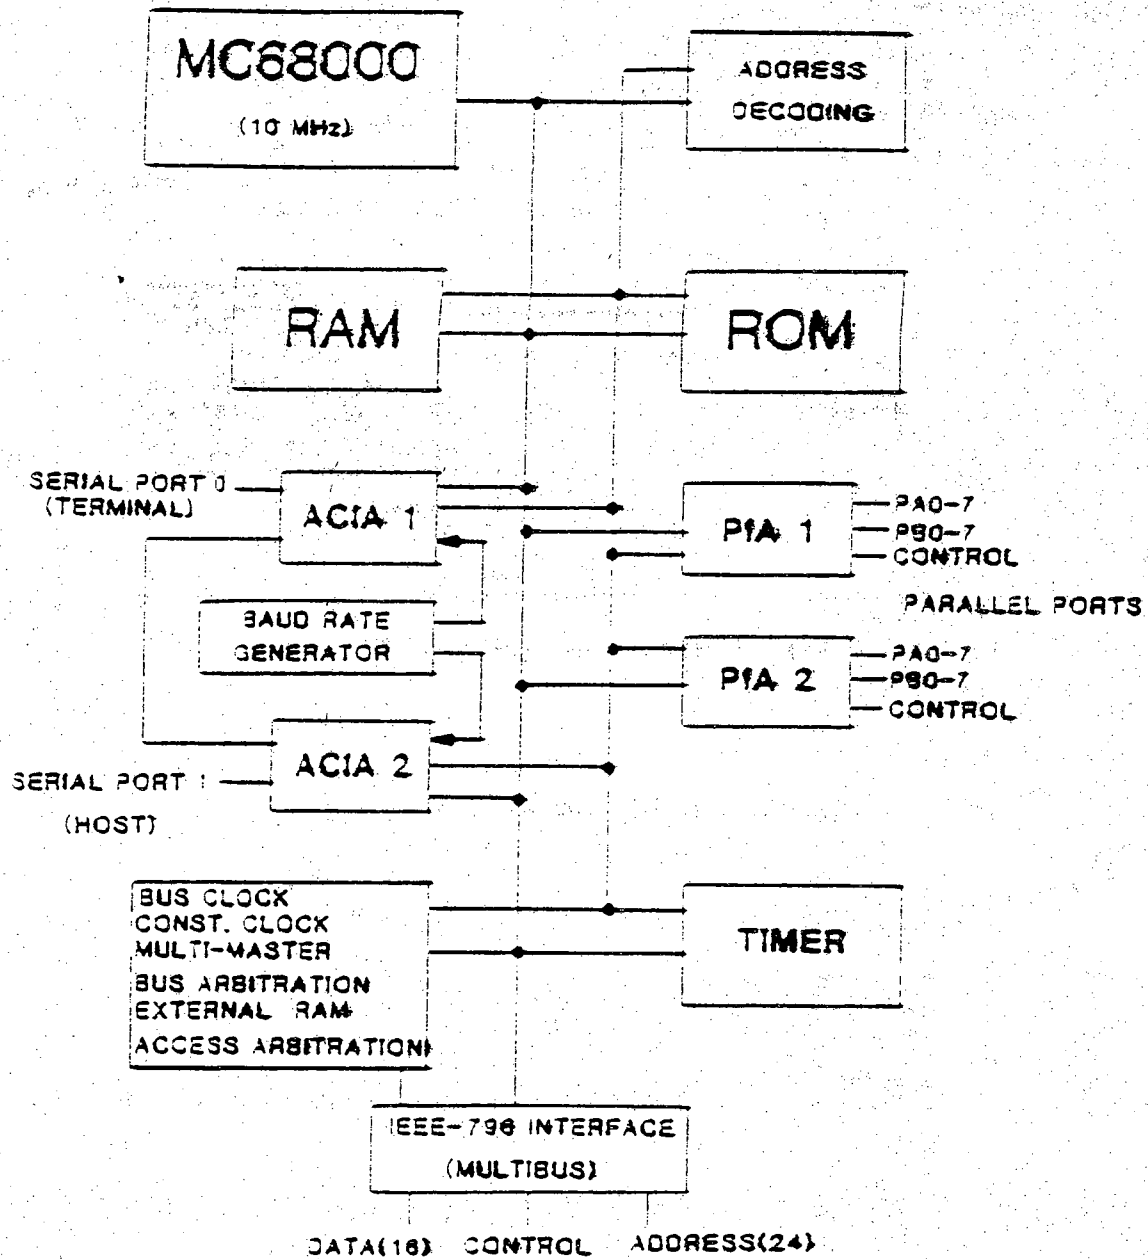 MC68000
(10 MHz)
ADDRESS
DECODING
RAM
ROM
SERIAL PORT 0
(TERMINAL)
ACIA 1
PIA 1
PA0-7
PB0-7
CONTROL
PARALLEL PORTS
BAUD RATE
GENERATOR
PIA 2
PA0-7
PB0-7
CONTROL
ACIA 2
SERIAL PORT 1
(HOST)
BUS CLOCK
CONST. CLOCK
MULTI-MASTER
BUS ARBITRATION
EXTERNAL RAM
ACCESS ARBITRATION
TIMER
IEEE-796 INTERFACE
(MULTIBUS)
DATA(16) CONTROL ADDRESS(24)